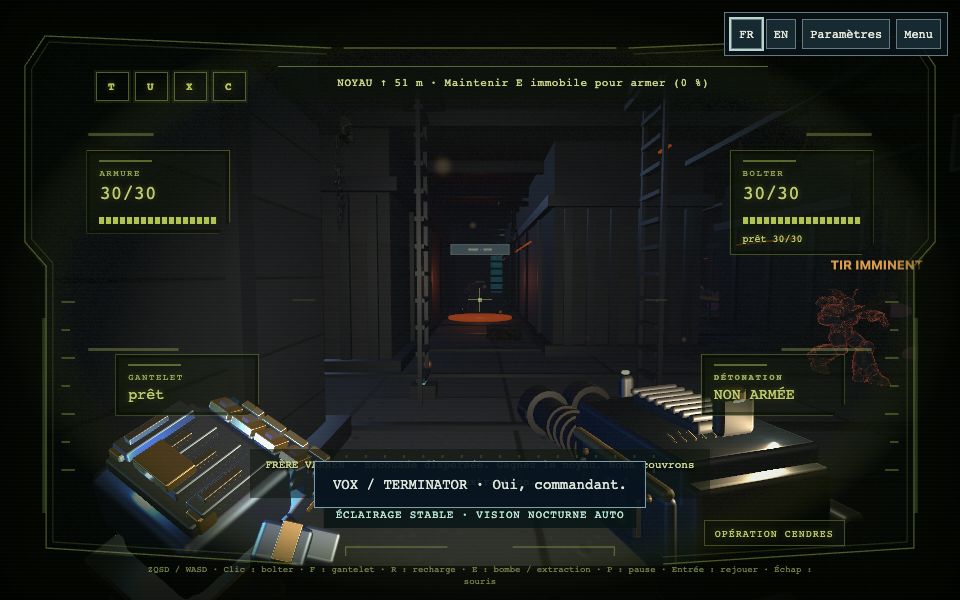 FR EN Paramètres Menu
T U X C
NOYAU ↑ 51 m · Maintenir E immobile pour armer (0 %)
ARMURE
30/30
BOLTER
30/30
prêt 30/30
TIR IMMINENT
GANTELET
prêt
DÉTONATION
NON ARMÉE
FRÈRE dispersée. Gagnez le noyau. Nous couvrons
VOX / TERMINATOR · Oui, commandant.
ÉCLAIRAGE STABLE · VISION NOCTURNE AUTO
OPÉRATION CENDRES
ZQSD / WASD · Clic : bolter · F : gantelet · R : recharge · E : bombe / extraction · P : pause · Entrée : rejouer · Échap :
souris